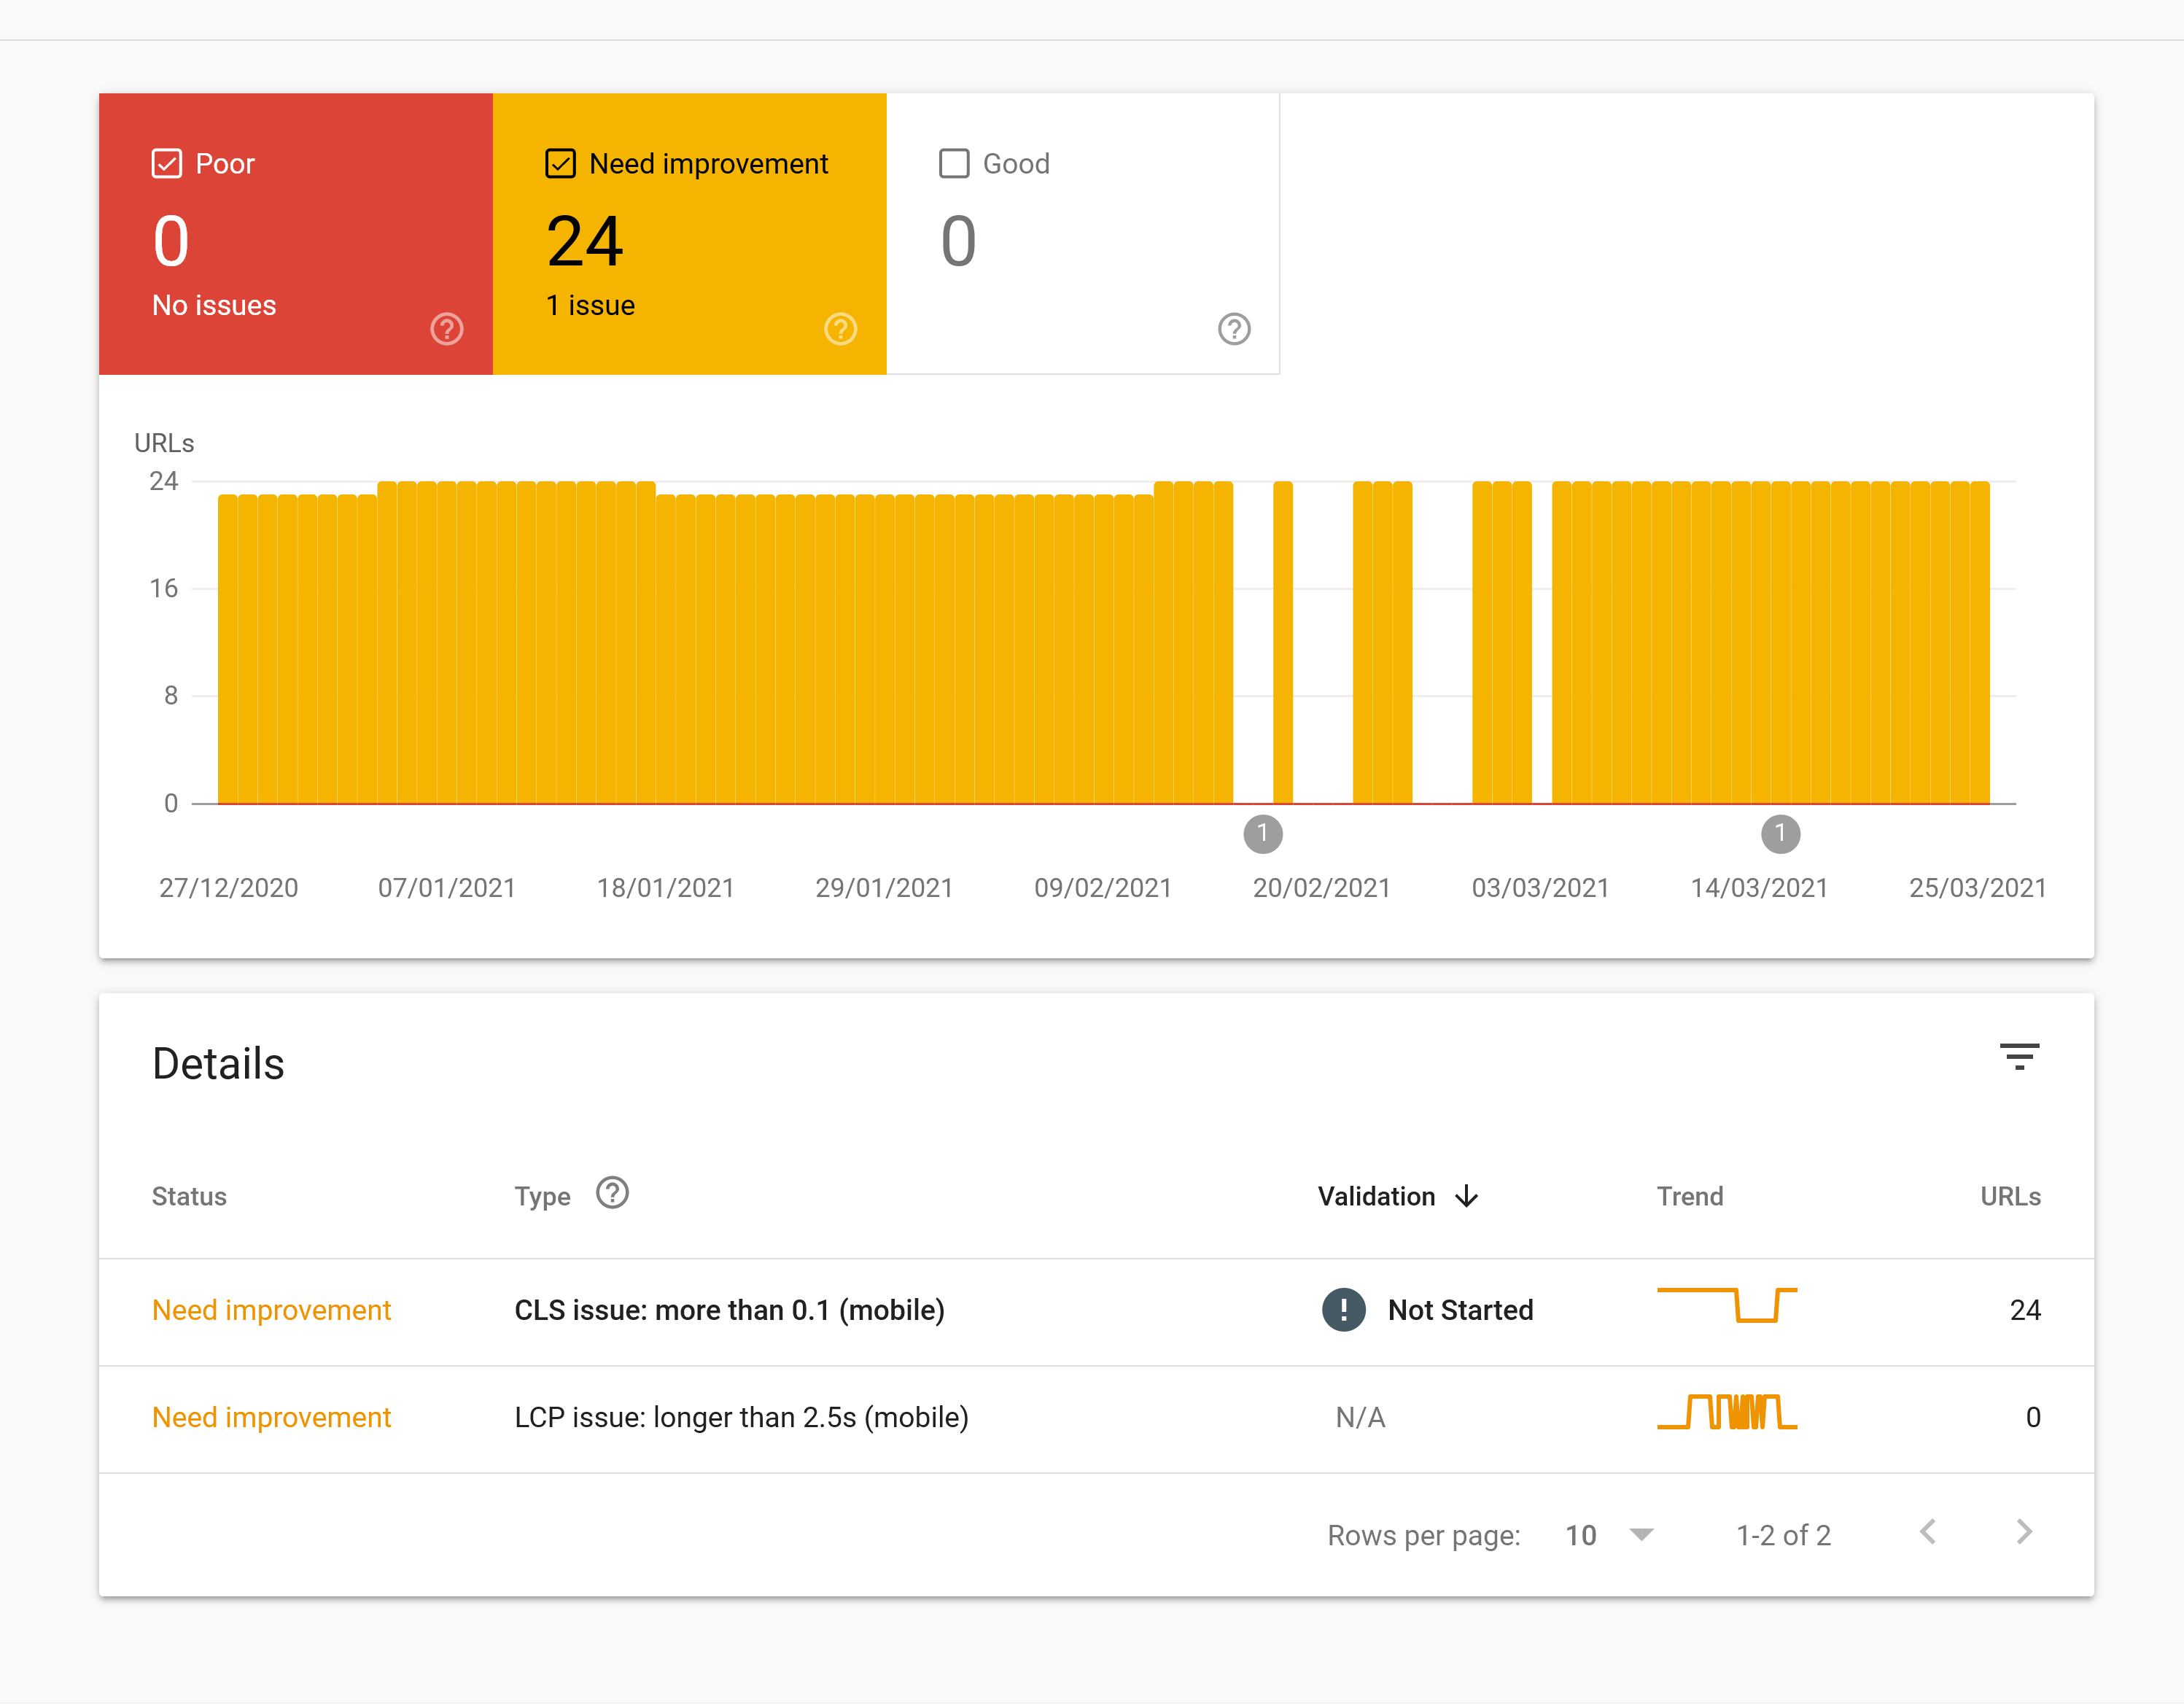 Poor
0
No issues
Need improvement
24
1 issue
Good
0
URLs
24
16
8
0
1 1
27/12/2020 07/01/2021 18/01/2021 29/01/2021 09/02/2021 20/02/2021 03/03/2021 14/03/2021 25/03/2021
Details
Status Type Validation Trend URLs
Need improvement CLS issue: more than 0.1 (mobile) Not Started 24
Need improvement LCP issue: longer than 2.5s (mobile) N/A 0
Rows per page: 10 1-2 of 2